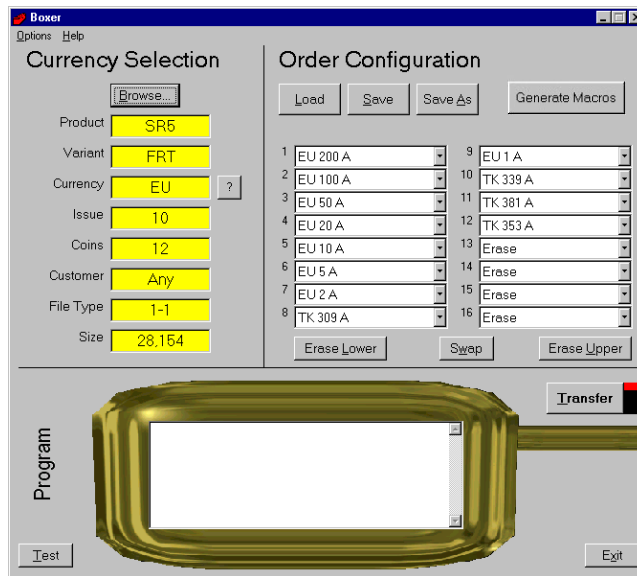 Boxer
Options Help
Currency Selection
Browse...
Product SR5
Variant FRT
Currency EU ?
Issue 10
Coins 12
Customer Any
File Type 1-1
Size 28,154
Order Configuration
Load Save Save As Generate Macros
1 EU 200 A
2 EU 100 A
3 EU 50 A
4 EU 20 A
5 EU 10 A
6 EU 5 A
7 EU 2 A
8 TK 309 A
9 EU 1 A
10 TK 339 A
11 TK 381 A
12 TK 353 A
13 Erase
14 Erase
15 Erase
16 Erase
Erase Lower Swap Erase Upper
Transfer
Program
Test Exit